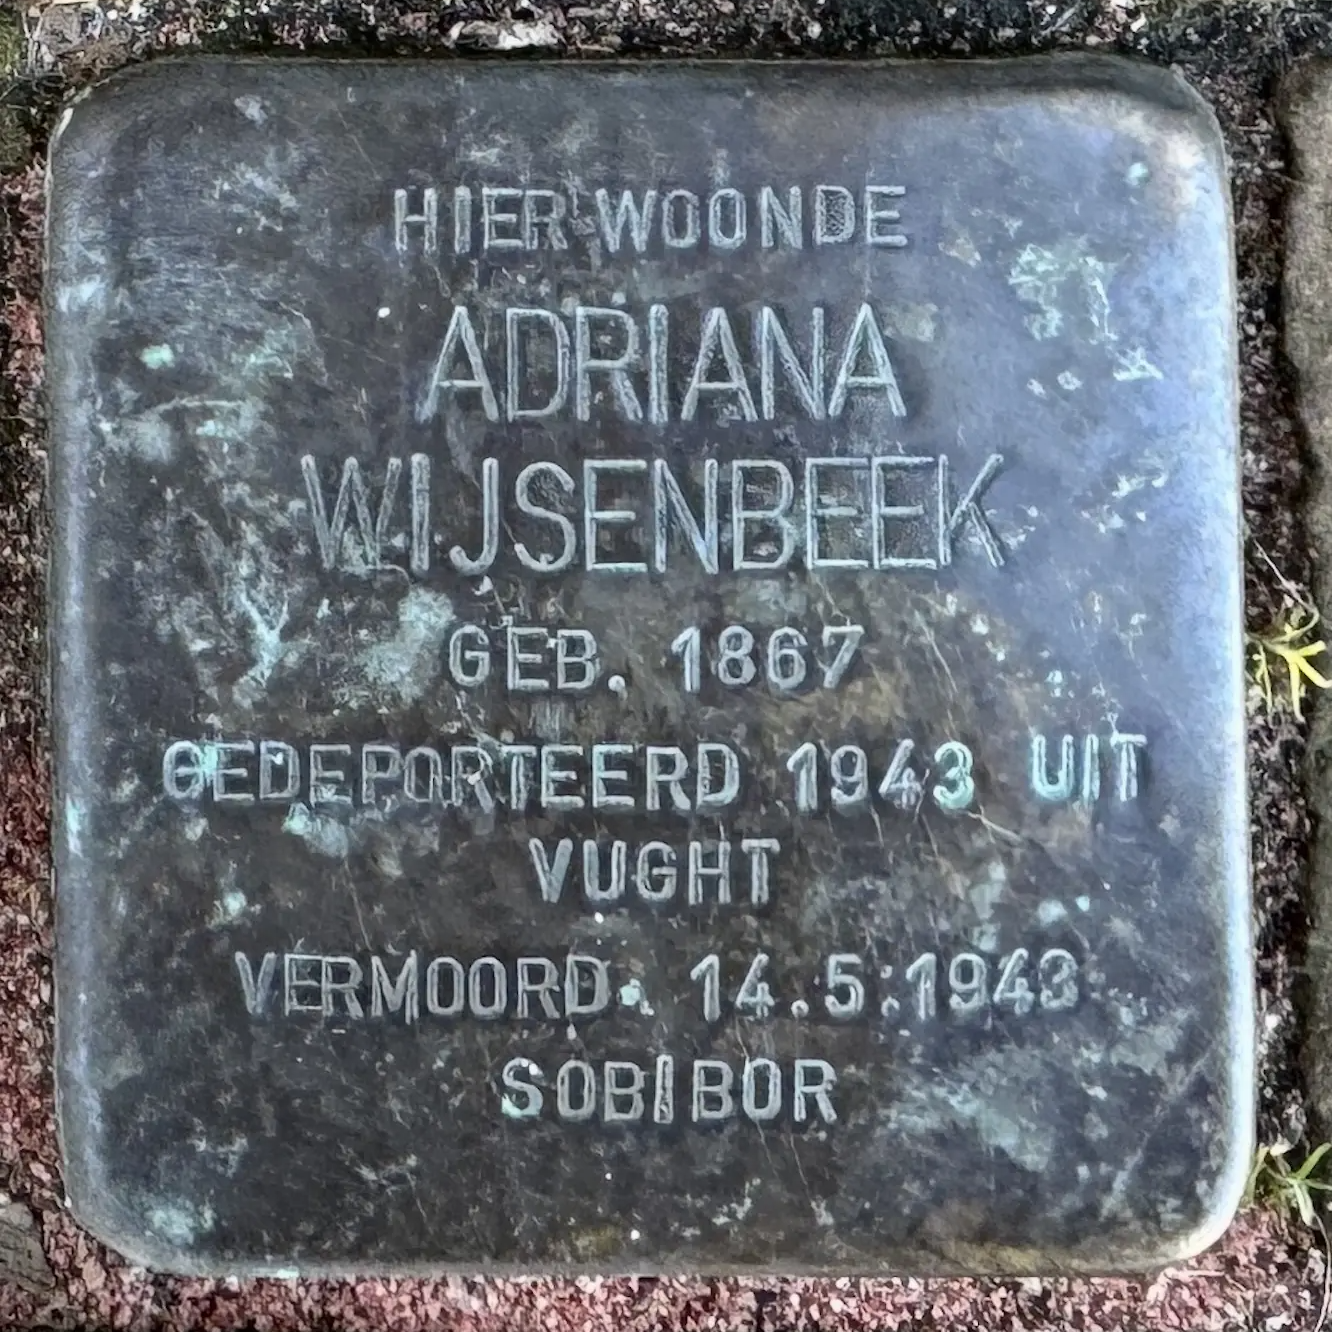 HIER WOONDE
ADRIANA
WIJSENBEEK
GEB. 1867
GEDEPORTEERD 1943 UIT
VUGHT
VERMOORD 14.5.1943
SOBIBOR